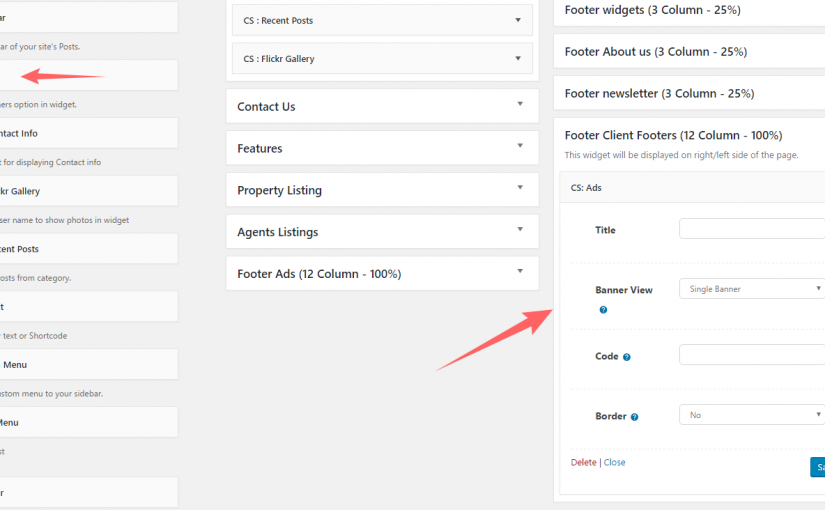 ar
ar of your site's Posts.
ers option in widget.
ntact Info
t for displaying Contact info
kr Gallery
ser name to show photos in widget
cent Posts
osts from category.
t
r text or Shortcode
Menu
stom menu to your sidebar.
Menu
st
r
CS : Recent Posts
CS : Flickr Gallery
Contact Us
Features
Property Listing
Agents Listings
Footer Ads (12 Column - 100%)
Footer widgets (3 Column - 25%)
Footer About us (3 Column - 25%)
Footer newsletter (3 Column - 25%)
Footer Client Footers (12 Column - 100%)
This widget will be displayed on right/left side of the page.
CS: Ads
Title
Banner View Single Banner
?
Code ?
Border ? No
Delete | Close
Sa